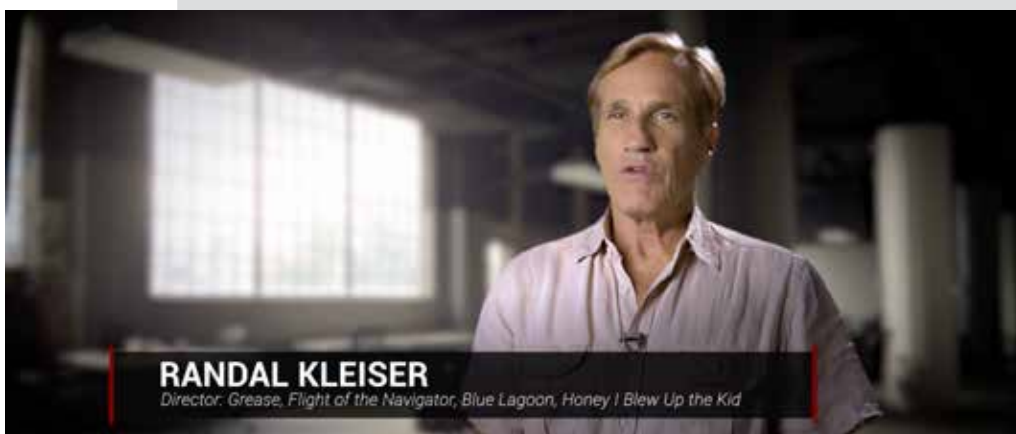 RANDAL KLEISER
Director: Grease, Flight of the Navigator, Blue Lagoon, Honey I Blew Up the Kid